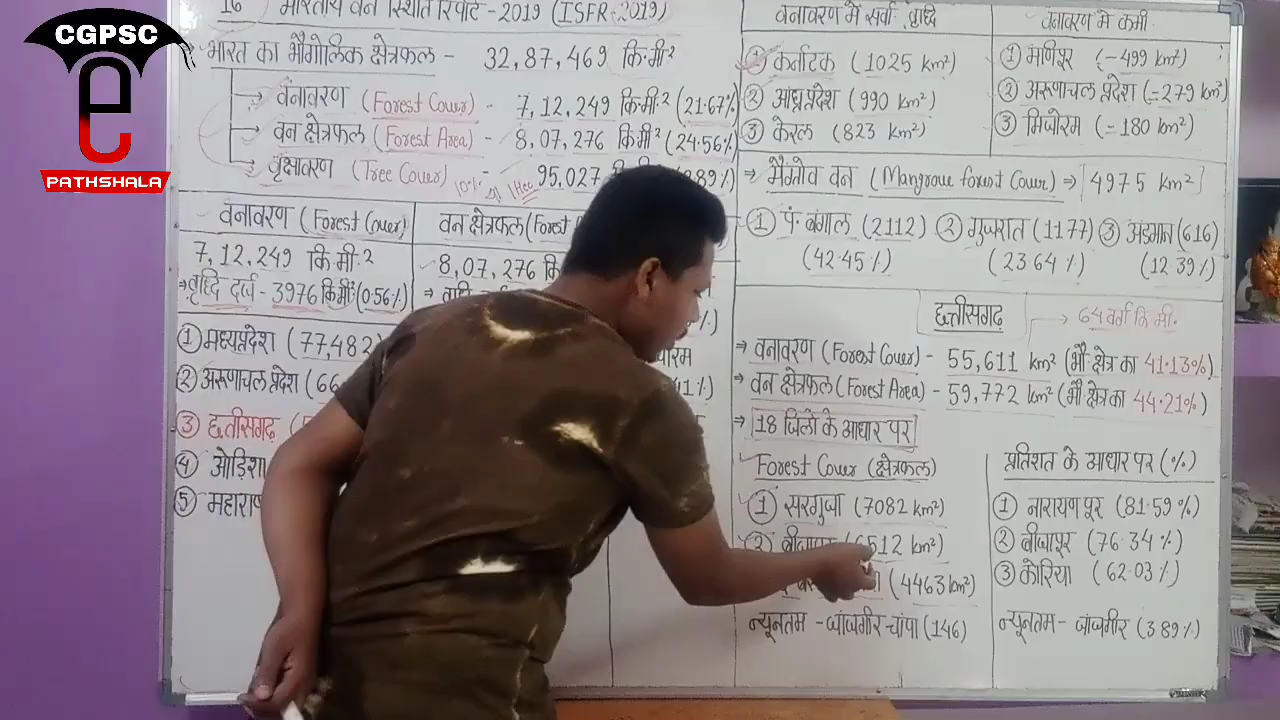 CGPSC
PATHSHALA
16 भारतीय वन स्थिति रिपोर्ट - 2019 (ISFR-2019)
भारत का भौगोलिक क्षेत्रफल - 32,87,469 कि.मी²
वनावरण (Forest Cover) - 7,12,249 कि.मी.² (21.67%)
वन क्षेत्रफल (Forest Area) - 8,07,276 कि.मी² (24.56%)
वृक्षावरण (Tree Cover) - 95,027
10%
1Hec
वनावरण (Forest Cover)
7,12,249 कि.मी.²
वृध्दि दर्ज - 3976 कि.मी² (0.56%)
① मध्यप्रदेश (77,482
② अरुणाचल प्रदेश (66
③ छत्तीसगढ़
④ ओड़िशा
⑤
वन क्षेत्रफल
8,07,276
वनावरण में सर्वा. वृध्दि
① कर्नाटक (1025 km²)
② आंध्रप्रदेश (990 km²)
③ केरल (823 km²)
वनावरण में कमी
① मणिपुर (-499 km²)
② अरुणाचल प्रदेश (-279 km²)
③ मिजोरम (-180 km²)
⇒ मैंग्रोव वन (Mangrove forest Cover) ⇒ 4975 km²
① पं. बंगाल (2112) ② गुजरात (1177) ③ अंडमान (616)
(42.45%) (23.64%) (12.39%)
छत्तीसगढ़
→ 64 वर्ग कि.मी.
→ वनावरण (Forest Cover) - 55,611 km² (भौ. क्षेत्र का 41.13%)
→ वन क्षेत्रफल (Forest Area) - 59,772 km² (भौ क्षेत्र का 44.21%)
→ 18 जिलो के आधार पर
Forest Cover (क्षेत्रफल)
① सरगुजा (7082 km²)
② बीजापुर (6512 km²)
(4463 km²)
न्यूनतम - जांजगीर-चांपा (146)
प्रतिशत के आधार पर (%)
① नारायणपूर (81.59%)
② बीजापूर (76.34%)
③ कोरिया (62.03%)
न्यूनतम - जांजगीर (3.89%)